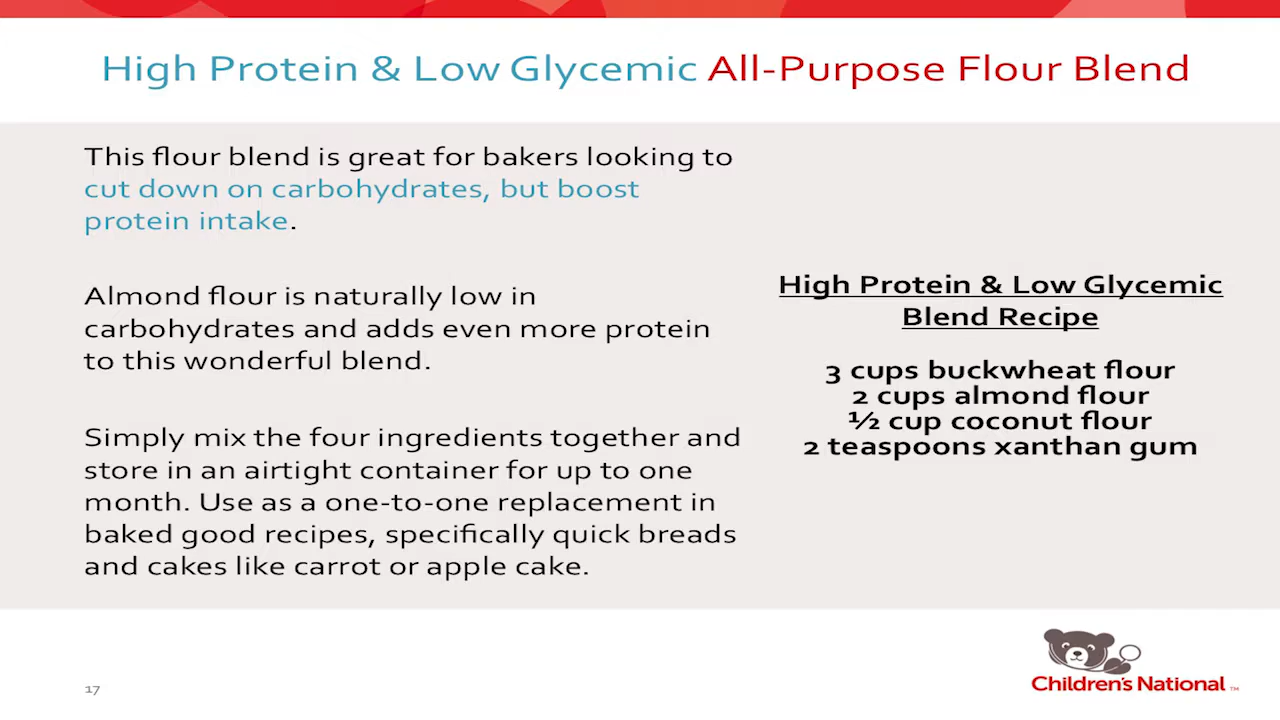 High Protein & Low Glycemic All-Purpose Flour Blend
This flour blend is great for bakers looking to
cut down on carbohydrates, but boost
protein intake.
Almond flour is naturally low in
carbohydrates and adds even more protein
to this wonderful blend.
Simply mix the four ingredients together and
store in an airtight container for up to one
month. Use as a one-to-one replacement in
baked good recipes, specifically quick breads
and cakes like carrot or apple cake.
High Protein & Low Glycemic
Blend Recipe
3 cups buckwheat flour
2 cups almond flour
½ cup coconut flour
2 teaspoons xanthan gum
17
Children's National ™